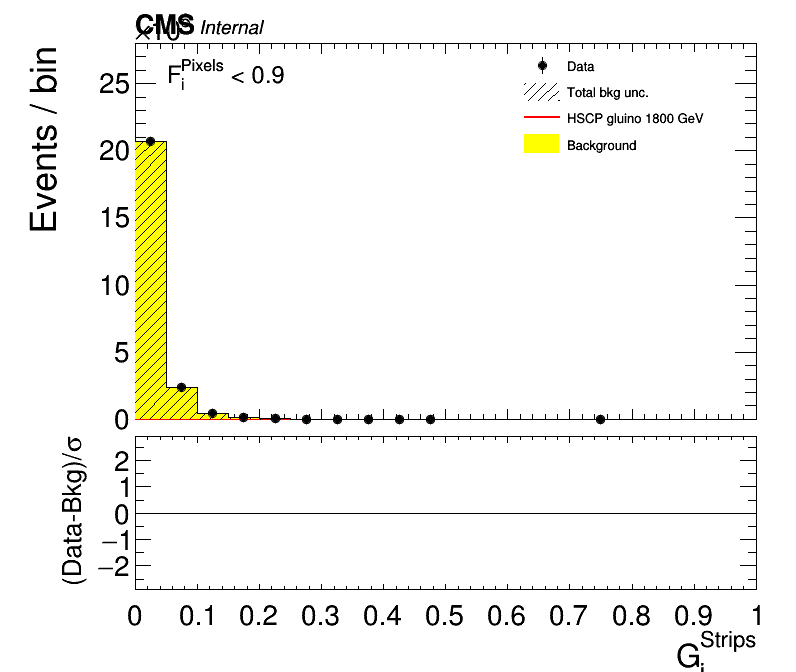 CMS Internal
Events / bin
F_i^Pixels < 0.9
Data
Total bkg unc.
HSCP gluino 1800 GeV
Background
25
20
15
10
5
0
(Data-Bkg)/σ
2
1
0
−1
−2
0 0.1 0.2 0.3 0.4 0.5 0.6 0.7 0.8 0.9 1
G_i^Strips